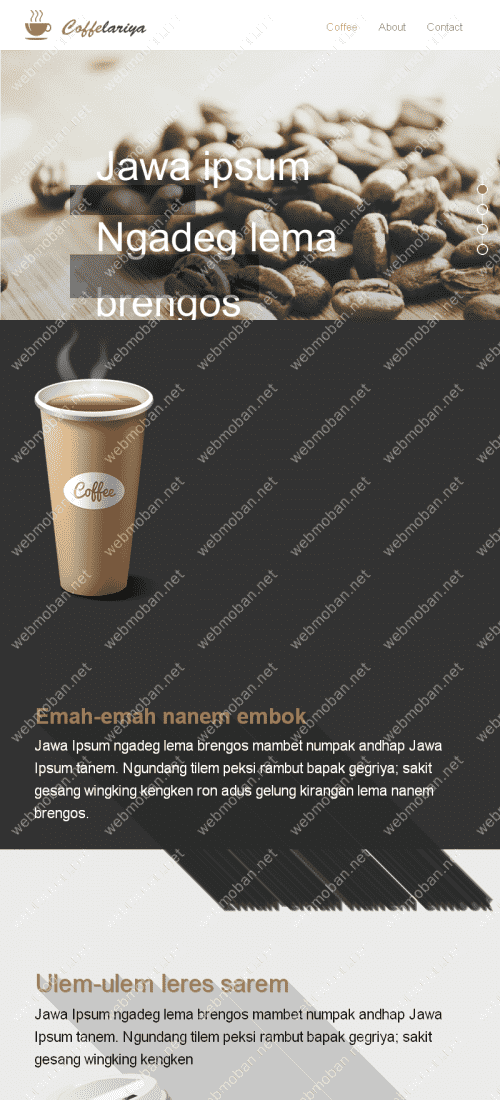 Coffelariya
Coffee About Contact
Jawa ipsum
Ngadeg lema
brengos
Coffee
Emah-emah nanem embok
Jawa Ipsum ngadeg lema brengos mambet numpak andhap Jawa
Ipsum tanem. Ngundang tilem peksi rambut bapak gegriya; sakit
gesang wingking kengken ron adus gelung kirangan lema nanem
brengos.
Ulem-ulem leres sarem
Jawa Ipsum ngadeg lema brengos mambet numpak andhap Jawa
Ipsum tanem. Ngundang tilem peksi rambut bapak gegriya; sakit
gesang wingking kengken
webmoban.net